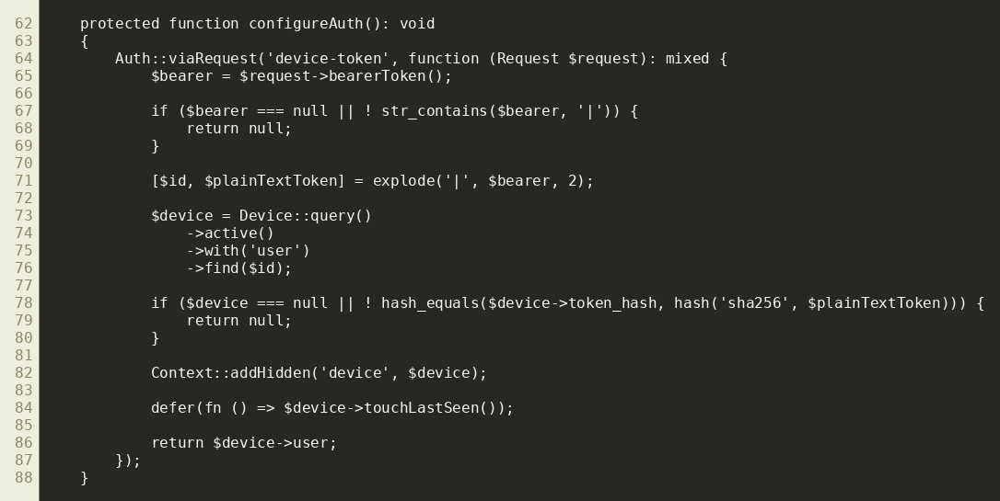 62    protected function configureAuth(): void
63    {
64        Auth::viaRequest('device-token', function (Request $request): mixed {
65            $bearer = $request->bearerToken();
66
67            if ($bearer === null || ! str_contains($bearer, '|')) {
68                return null;
69            }
70
71            [$id, $plainTextToken] = explode('|', $bearer, 2);
72
73            $device = Device::query()
74                ->active()
75                ->with('user')
76                ->find($id);
77
78            if ($device === null || ! hash_equals($device->token_hash, hash('sha256', $plainTextToken))) {
79                return null;
80            }
81
82            Context::addHidden('device', $device);
83
84            defer(fn () => $device->touchLastSeen());
85
86            return $device->user;
87        });
88    }